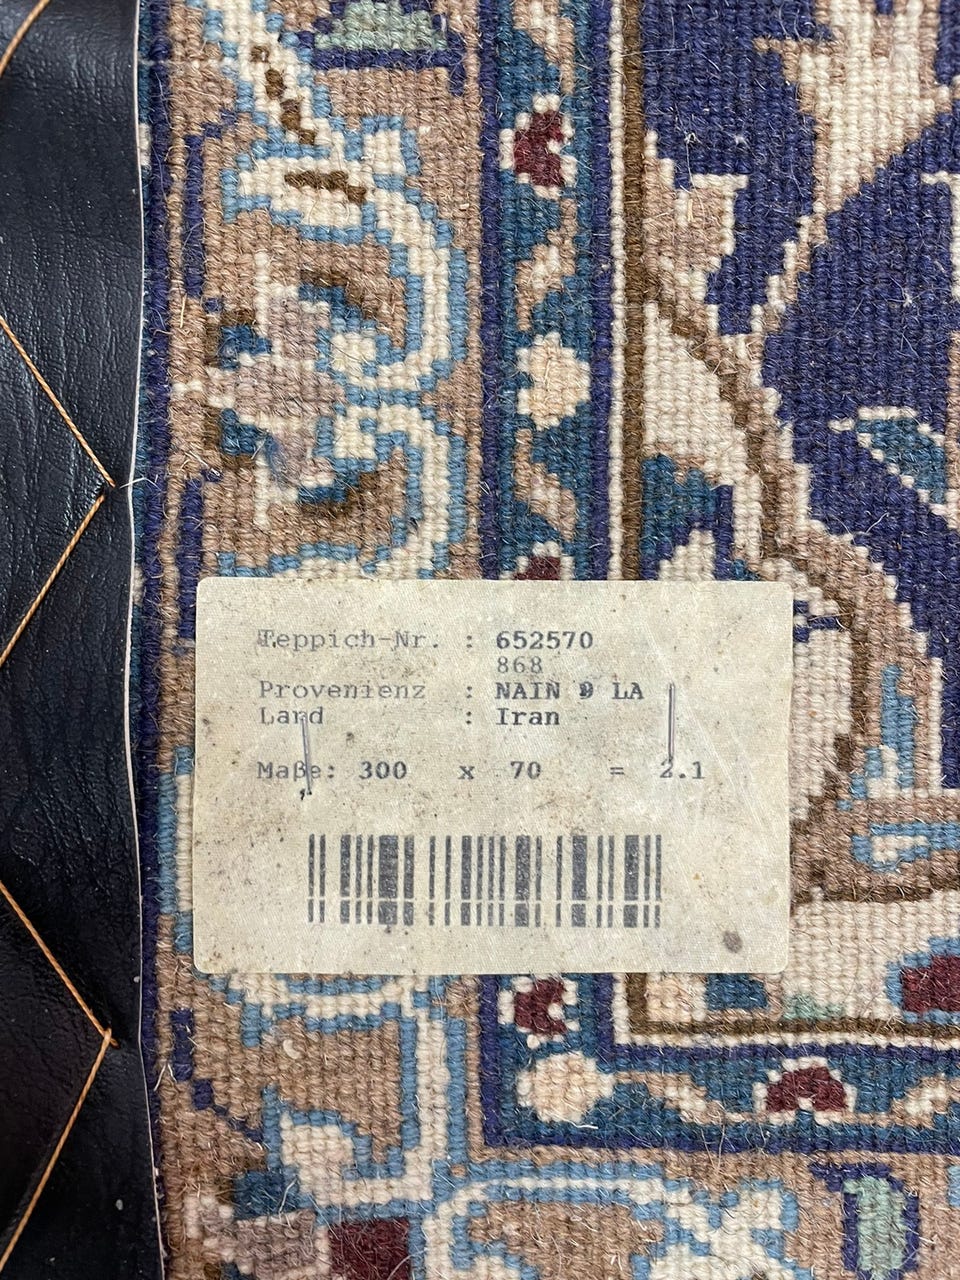 Teppich-Nr. : 652570
868
Provenienz : NAIN 9 LA
Land : Iran
Maße: 300 x 70 = 2.1